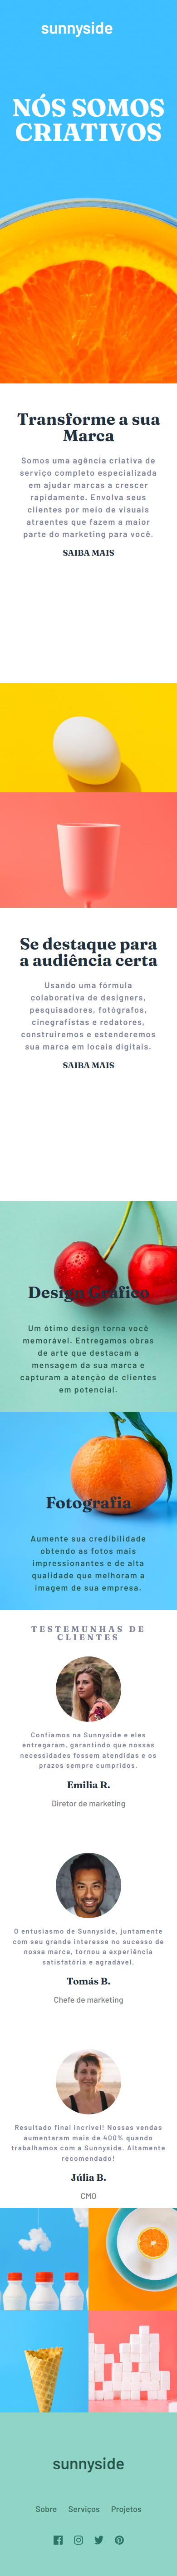 sunnyside
NÓS SOMOS
CRIATIVOS
Transforme a sua
Marca
Somos uma agência criativa de
serviço completo especializada
em ajudar marcas a crescer
rapidamente. Envolva seus
clientes por meio de visuais
atraentes que fazem a maior
parte do marketing para você.
SAIBA MAIS
Se destaque para
a audiência certa
Usando uma fórmula
colaborativa de designers,
pesquisadores, fotógrafos,
cinegrafistas e redatores,
construiremos e estenderemos
sua marca em locais digitais.
SAIBA MAIS
Design Gráfico
Um ótimo design torna você
memorável. Entregamos obras
de arte que destacam a
mensagem da sua marca e
capturam a atenção de clientes
em potencial.
Fotografia
Aumente sua credibilidade
obtendo as fotos mais
impressionantes e de alta
qualidade que melhoram a
imagem de sua empresa.
TESTEMUNHAS DE
CLIENTES
Confiamos na Sunnyside e eles
entregaram, garantindo que nossas
necessidades fossem atendidas e os
prazos sempre cumpridos.
Emilia R.
Diretor de marketing
O entusiasmo de Sunnyside, juntamente
com seu grande interesse no sucesso de
nossa marca, tornou a experiência
satisfatória e agradável.
Tomás B.
Chefe de marketing
Resultado final incrível! Nossas vendas
aumentaram mais de 400% quando
trabalhamos com a Sunnyside. Altamente
recomendado!
Júlia B.
CMO
sunnyside
Sobre Serviços Projetos